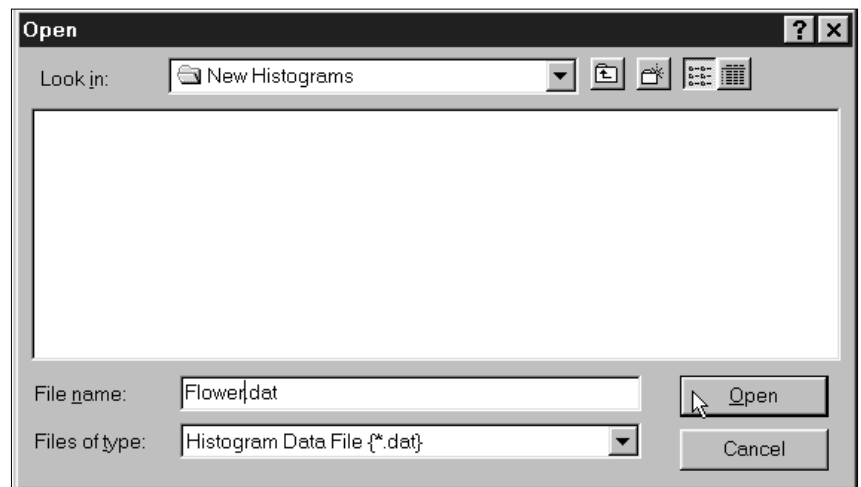 Open
Look in: New Histograms
File name: Flower.dat
Open
Files of type: Histogram Data File {*.dat}
Cancel